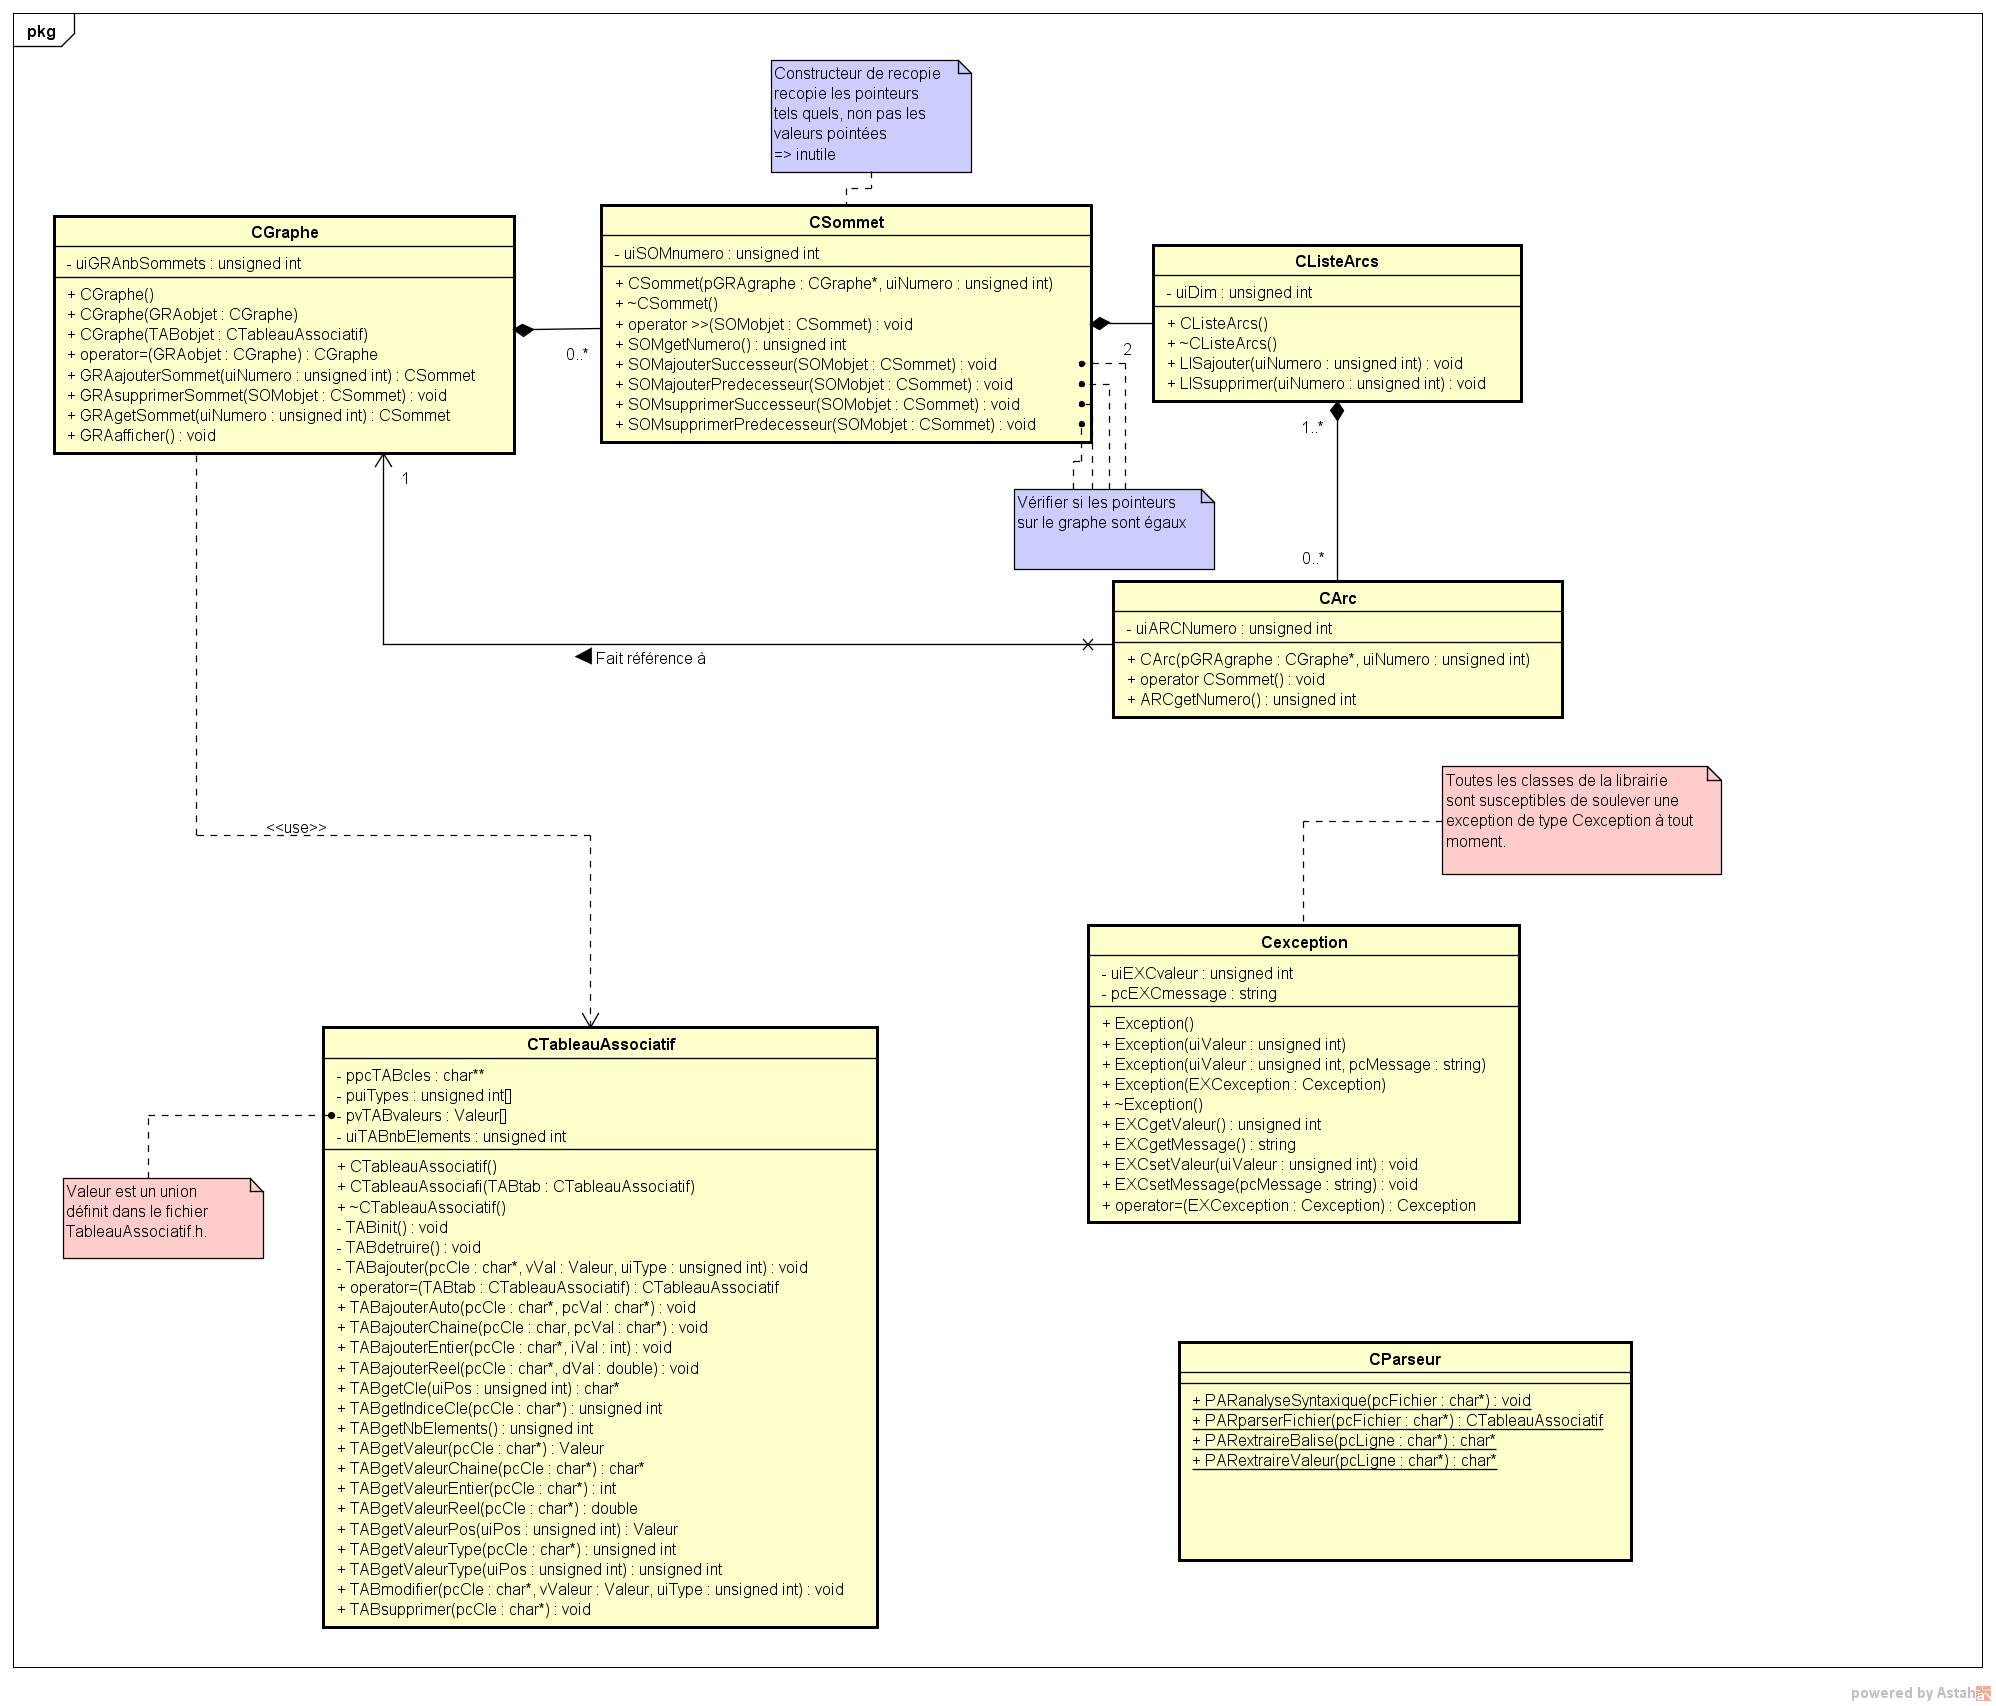 pkg
Constructeur de recopie
recopie les pointeurs
tels quels, non pas les
valeurs pointées
=> inutile
CGraphe
- uiGRAnbSommets : unsigned int
+ CGraphe()
+ CGraphe(GRAobjet : CGraphe)
+ CGraphe(TABobjet : CTableauAssociatif)
+ operator=(GRAobjet : CGraphe) : CGraphe
+ GRAajouterSommet(uiNumero : unsigned int) : CSommet
+ GRAsupprimerSommet(SOMobjet : CSommet) : void
+ GRAgetSommet(uiNumero : unsigned int) : CSommet
+ GRAafficher() : void
0..*
1
CSommet
- uiSOMnumero : unsigned int
+ CSommet(pGRAgraphe : CGraphe*, uiNumero : unsigned int)
+ ~CSommet()
+ operator >>(SOMobjet : CSommet) : void
+ SOMgetNumero() : unsigned int
+ SOMajouterSuccesseur(SOMobjet : CSommet) : void
+ SOMajouterPredecesseur(SOMobjet : CSommet) : void
+ SOMsupprimerSuccesseur(SOMobjet : CSommet) : void
+ SOMsupprimerPredecesseur(SOMobjet : CSommet) : void
2
CListeArcs
- uiDim : unsigned int
+ CListeArcs()
+ ~CListeArcs()
+ LISajouter(uiNumero : unsigned int) : void
+ LISsupprimer(uiNumero : unsigned int) : void
1..*
0..*
Vérifier si les pointeurs
sur le graphe sont égaux
CArc
- uiARCNumero : unsigned int
+ CArc(pGRAgraphe : CGraphe*, uiNumero : unsigned int)
+ operator CSommet() : void
+ ARCgetNumero() : unsigned int
Fait référence à
<<use>>
Toutes les classes de la librairie
sont susceptibles de soulever une
exception de type Cexception à tout
moment.
Cexception
- uiEXCvaleur : unsigned int
- pcEXCmessage : string
+ Exception()
+ Exception(uiValeur : unsigned int)
+ Exception(uiValeur : unsigned int, pcMessage : string)
+ Exception(EXCexception : Cexception)
+ ~Exception()
+ EXCgetValeur() : unsigned int
+ EXCgetMessage() : string
+ EXCsetValeur(uiValeur : unsigned int) : void
+ EXCsetMessage(pcMessage : string) : void
+ operator=(EXCexception : Cexception) : Cexception
CTableauAssociatif
- ppcTABcles : char**
- puiTypes : unsigned int[]
- pvTABvaleurs : Valeur[]
- uiTABnbElements : unsigned int
+ CTableauAssociatif()
+ CTableauAssociafi(TABtab : CTableauAssociatif)
+ ~CTableauAssociatif()
- TABinit() : void
- TABdetruire() : void
- TABajouter(pcCle : char*, vVal : Valeur, uiType : unsigned int) : void
+ operator=(TABtab : CTableauAssociatif) : CTableauAssociatif
+ TABajouterAuto(pcCle : char*, pcVal : char*) : void
+ TABajouterChaine(pcCle : char, pcVal : char*) : void
+ TABajouterEntier(pcCle : char*, iVal : int) : void
+ TABajouterReel(pcCle : char*, dVal : double) : void
+ TABgetCle(uiPos : unsigned int) : char*
+ TABgetIndiceCle(pcCle : char*) : unsigned int
+ TABgetNbElements() : unsigned int
+ TABgetValeur(pcCle : char*) : Valeur
+ TABgetValeurChaine(pcCle : char*) : char*
+ TABgetValeurEntier(pcCle : char*) : int
+ TABgetValeurReel(pcCle : char*) : double
+ TABgetValeurPos(uiPos : unsigned int) : Valeur
+ TABgetValeurType(pcCle : char*) : unsigned int
+ TABgetValeurType(uiPos : unsigned int) : unsigned int
+ TABmodifier(pcCle : char*, vValeur : Valeur, uiType : unsigned int) : void
+ TABsupprimer(pcCle : char*) : void
Valeur est un union
définit dans le fichier
TableauAssociatif.h.
CParseur
+ PARanalyseSyntaxique(pcFichier : char*) : void
+ PARparserFichier(pcFichier : char*) : CTableauAssociatif
+ PARextraireBalise(pcLigne : char*) : char*
+ PARextraireValeur(pcLigne : char*) : char*
powered by Astah